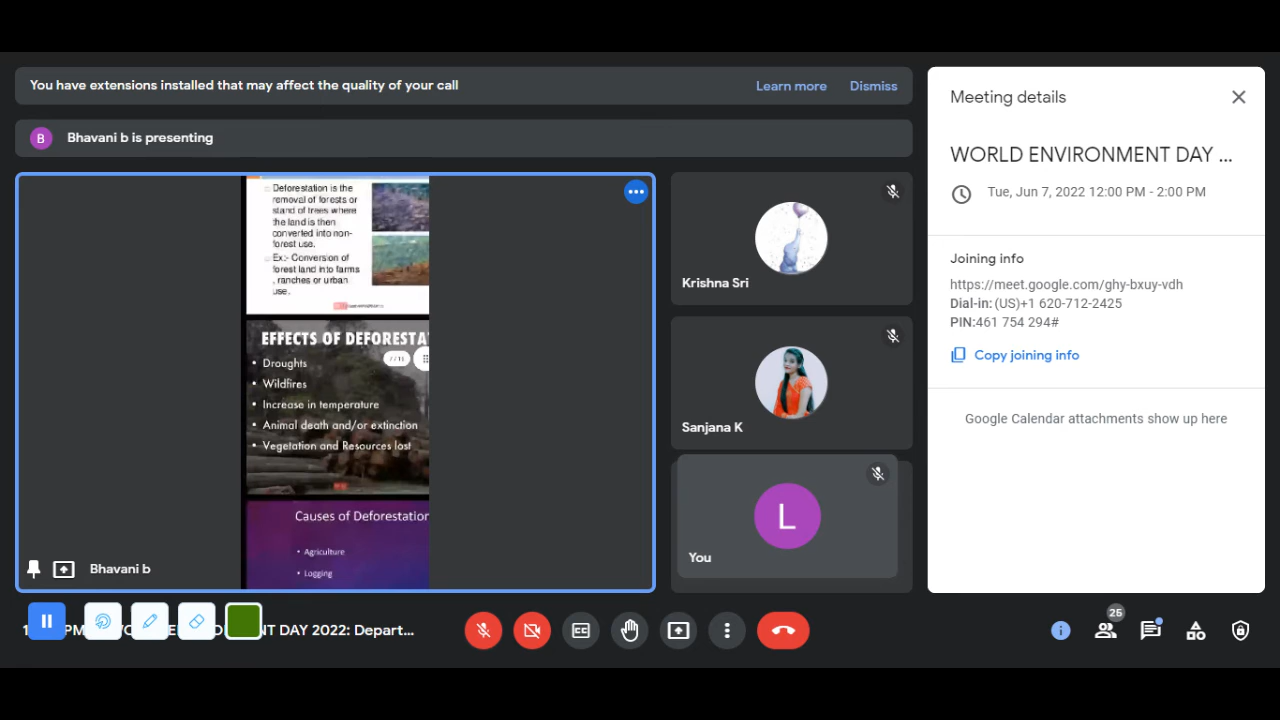 You have extensions installed that may affect the quality of your call
Learn more
Dismiss
B
Bhavani b is presenting
Deforestation is the
removal of forests or
stand of trees where
the land is then
converted into non-
forest use.
Ex:- Conversion of
forest land into farms
, ranches or urban
use.
EFFECTS OF DEFORESTA
• Droughts
• Wildfires
• Increase in temperature
• Animal death and/or extinction
• Vegetation and Resources lost
Causes of Deforestation
• Agriculture
• Logging
Bhavani b
Krishna Sri
Sanjana K
L
You
Meeting details
WORLD ENVIRONMENT DAY ...
Tue, Jun 7, 2022 12:00 PM - 2:00 PM
Joining info
https://meet.google.com/ghy-bxuy-vdh
Dial-in: (US)+1 620-712-2425
PIN:461 754 294#
Copy joining info
Google Calendar attachments show up here
NT DAY 2022: Depart...
CC
25